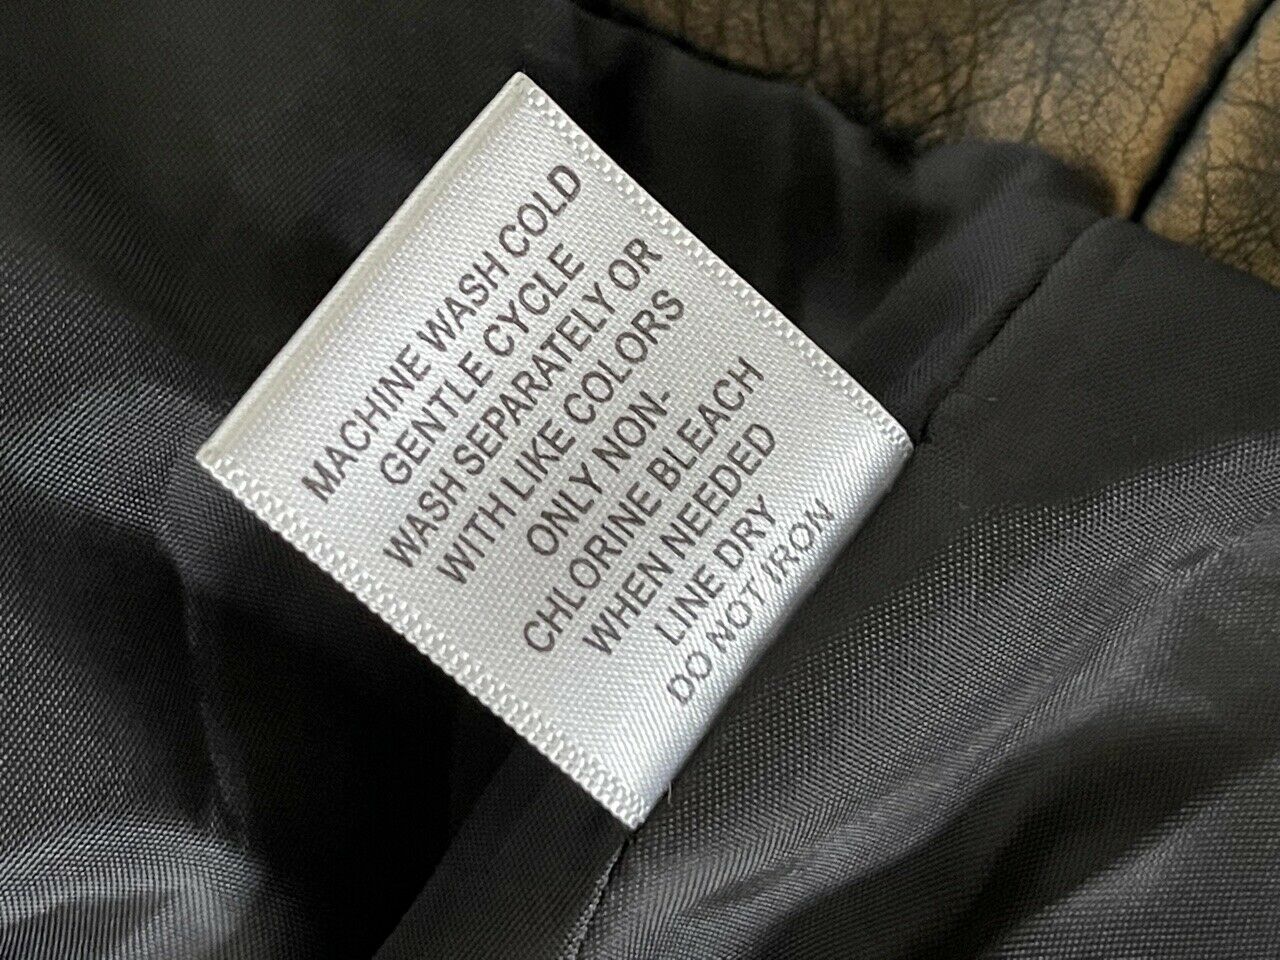 MACHINE WASH COLD
GENTLE CYCLE
WASH SEPARATELY OR
WITH LIKE COLORS
ONLY NON-
CHLORINE BLEACH
WHEN NEEDED
LINE DRY
DO NOT IRON